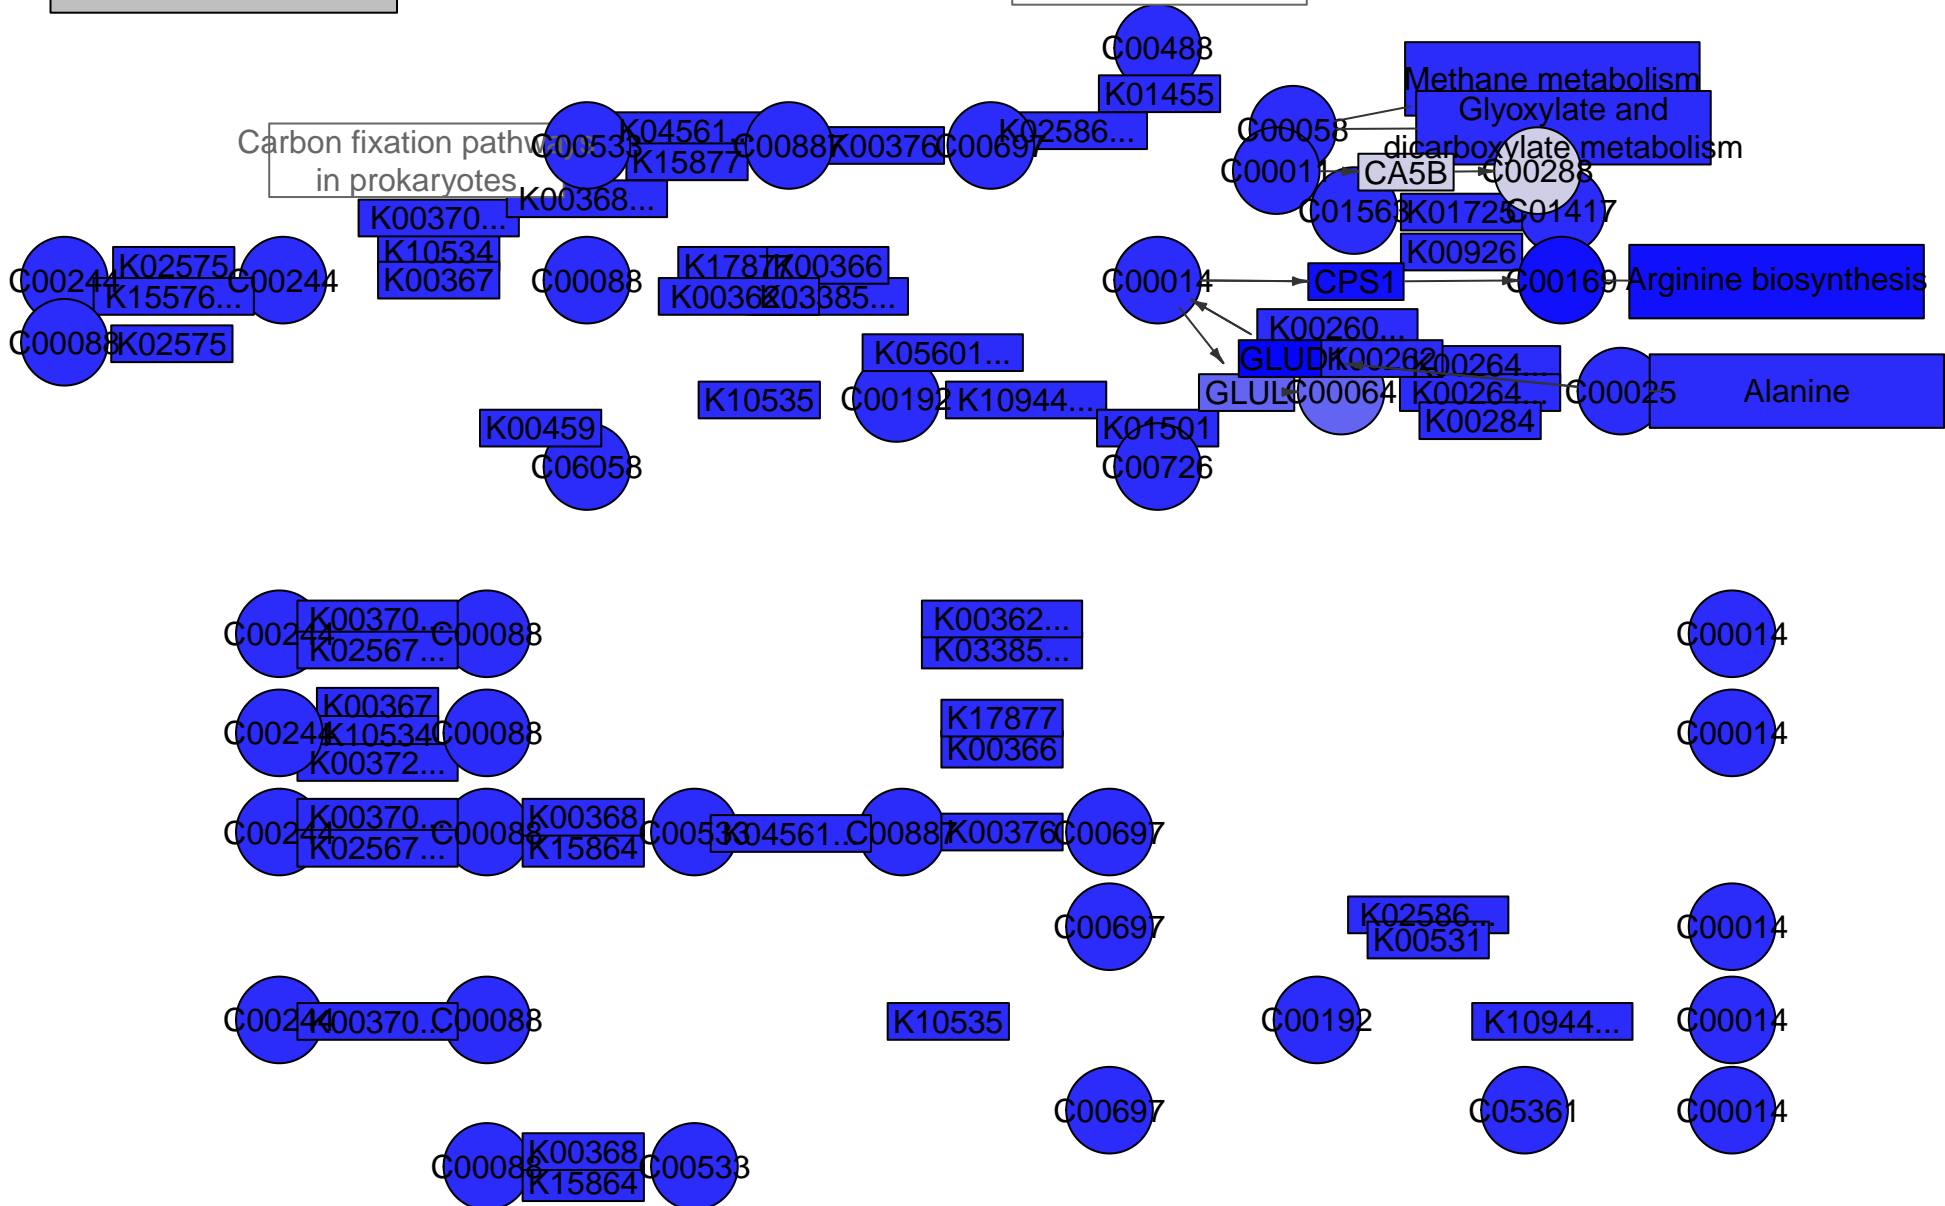 C00488
K01455
Methane metabolism
Glyoxylate and
dicarboxylate metabolism
C00058
Carbon fixation pathways
in prokaryotes
C00533
K04561...
K15877
C00887
K00376
C00697
K02586...
C00011
CA5B
C00288
K00368...
K00370...
C01563
K01725
C01417
K10534
K00367
K00926
C00244
K02575
K15576...
C00244
C00088
K17877
K00366
K00362...
K03385...
C00014
CPS1
C00169
Arginine biosynthesis
C00088
K02575
K00260...
K05601...
GLUD1
K00262
K00264...
K10535
C00192
K10944...
GLUL
C00064
K00264...
C00025
Alanine
K00284
K00459
K01501
C06058
C00726
C00244
K00370...
K02567...
C00088
K00362...
K03385...
C00014
C00244
K00367
K10534
K00372...
C00088
K17877
K00366
C00014
C00244
K00370...
K02567...
C00088
K00368
K15864
C00533
K04561...
C00887
K00376
C00697
C00697
K02586...
K00531
C00014
C00244
K00370...
C00088
K10535
C00192
K10944...
C00014
C00697
C05361
C00014
C00088
K00368
K15864
C00533